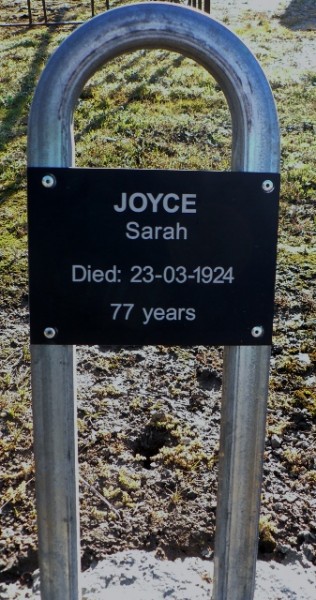 JOYCE
Sarah
Died: 23-03-1924
77 years